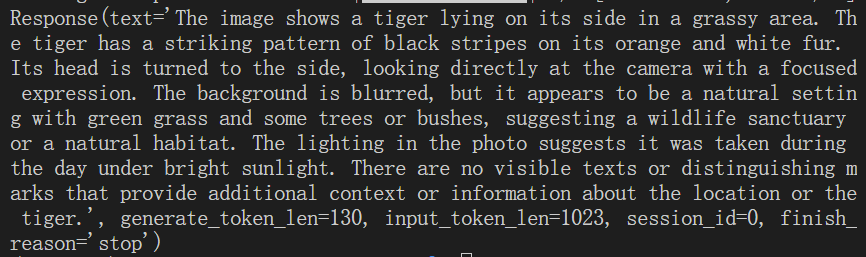 Response(text='The image shows a tiger lying on its side in a grassy area. Th
e tiger has a striking pattern of black stripes on its orange and white fur.
Its head is turned to the side, looking directly at the camera with a focused
 expression. The background is blurred, but it appears to be a natural settin
g with green grass and some trees or bushes, suggesting a wildlife sanctuary
or a natural habitat. The lighting in the photo suggests it was taken during
the day under bright sunlight. There are no visible texts or distinguishing m
arks that provide additional context or information about the location or the
 tiger.', generate_token_len=130, input_token_len=1023, session_id=0, finish_
reason='stop')